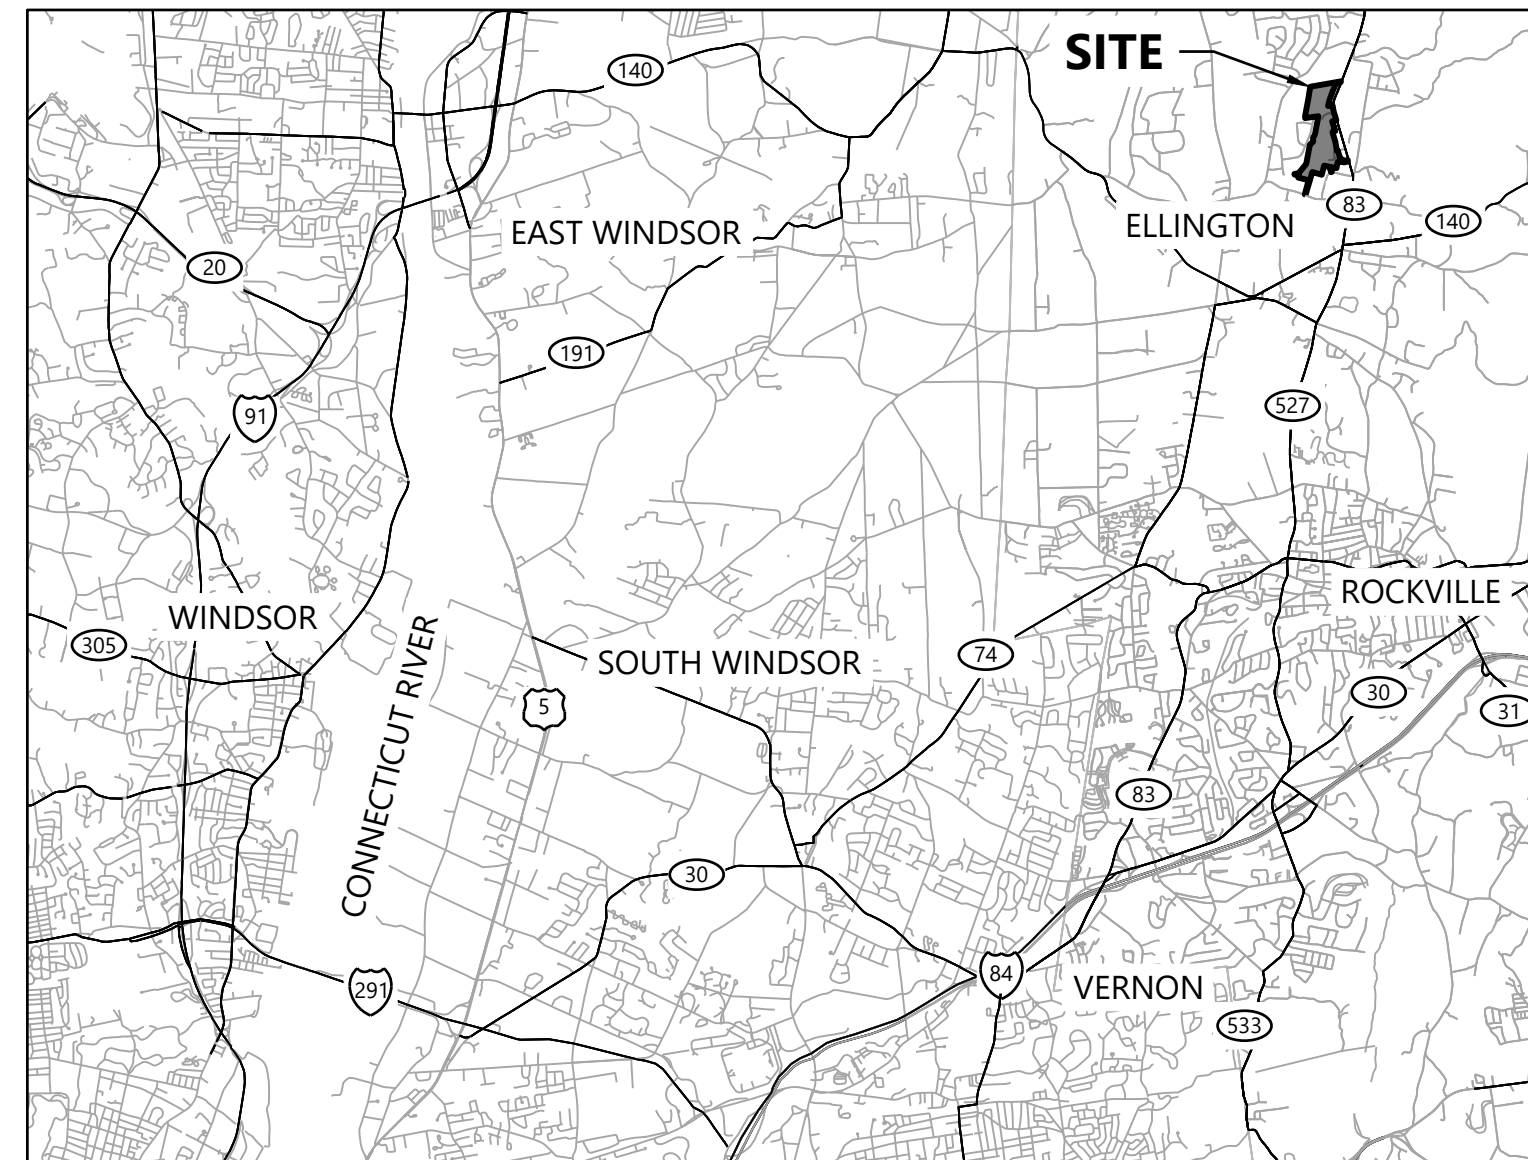 SITE
140
83
140
EAST WINDSOR
ELLINGTON
20
191
91
527
ROCKVILLE
WINDSOR
305
SOUTH WINDSOR
74
30
5
31
CONNECTICUT RIVER
83
30
84
VERNON
291
533